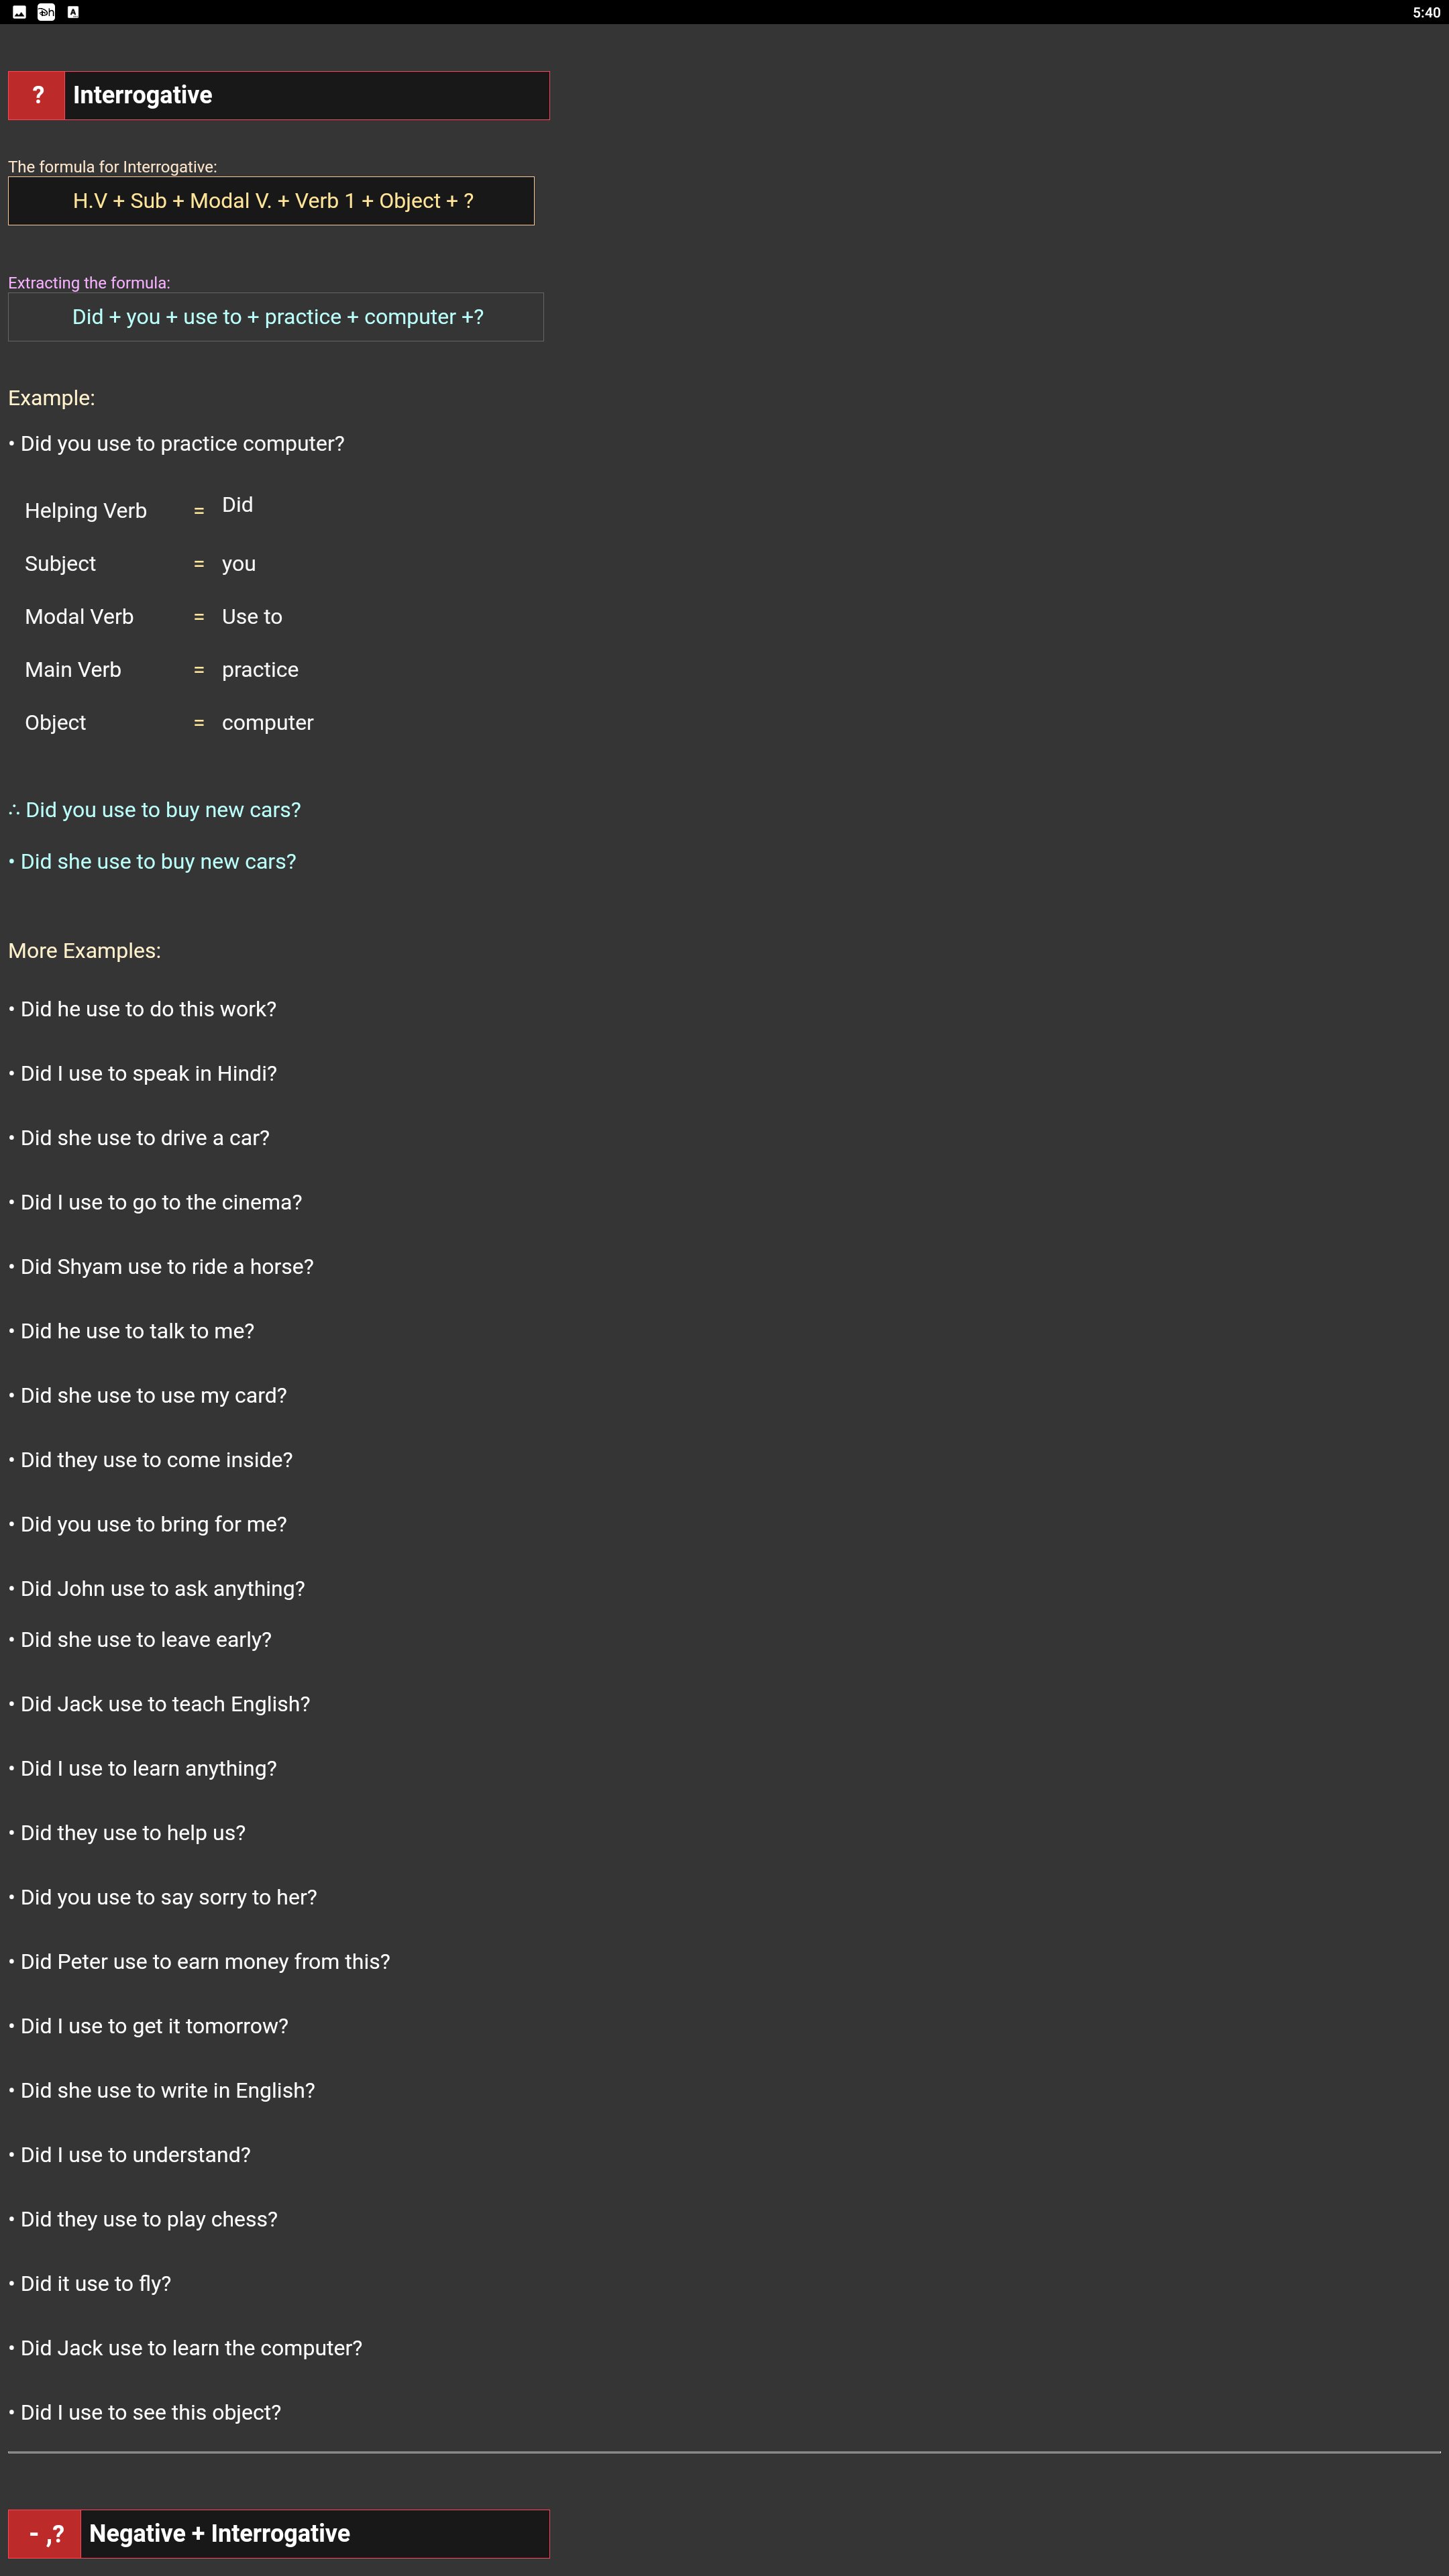 5:40
? Interrogative
The formula for Interrogative:
H.V + Sub + Modal V. + Verb 1 + Object + ?
Extracting the formula:
Did + you + use to + practice + computer +?
Example:
• Did you use to practice computer?
Helping Verb = Did
Subject = you
Modal Verb = Use to
Main Verb = practice
Object = computer
∴ Did you use to buy new cars?
• Did she use to buy new cars?
More Examples:
• Did he use to do this work?
• Did I use to speak in Hindi?
• Did she use to drive a car?
• Did I use to go to the cinema?
• Did Shyam use to ride a horse?
• Did he use to talk to me?
• Did she use to use my card?
• Did they use to come inside?
• Did you use to bring for me?
• Did John use to ask anything?
• Did she use to leave early?
• Did Jack use to teach English?
• Did I use to learn anything?
• Did they use to help us?
• Did you use to say sorry to her?
• Did Peter use to earn money from this?
• Did I use to get it tomorrow?
• Did she use to write in English?
• Did I use to understand?
• Did they use to play chess?
• Did it use to fly?
• Did Jack use to learn the computer?
• Did I use to see this object?
- ,? Negative + Interrogative